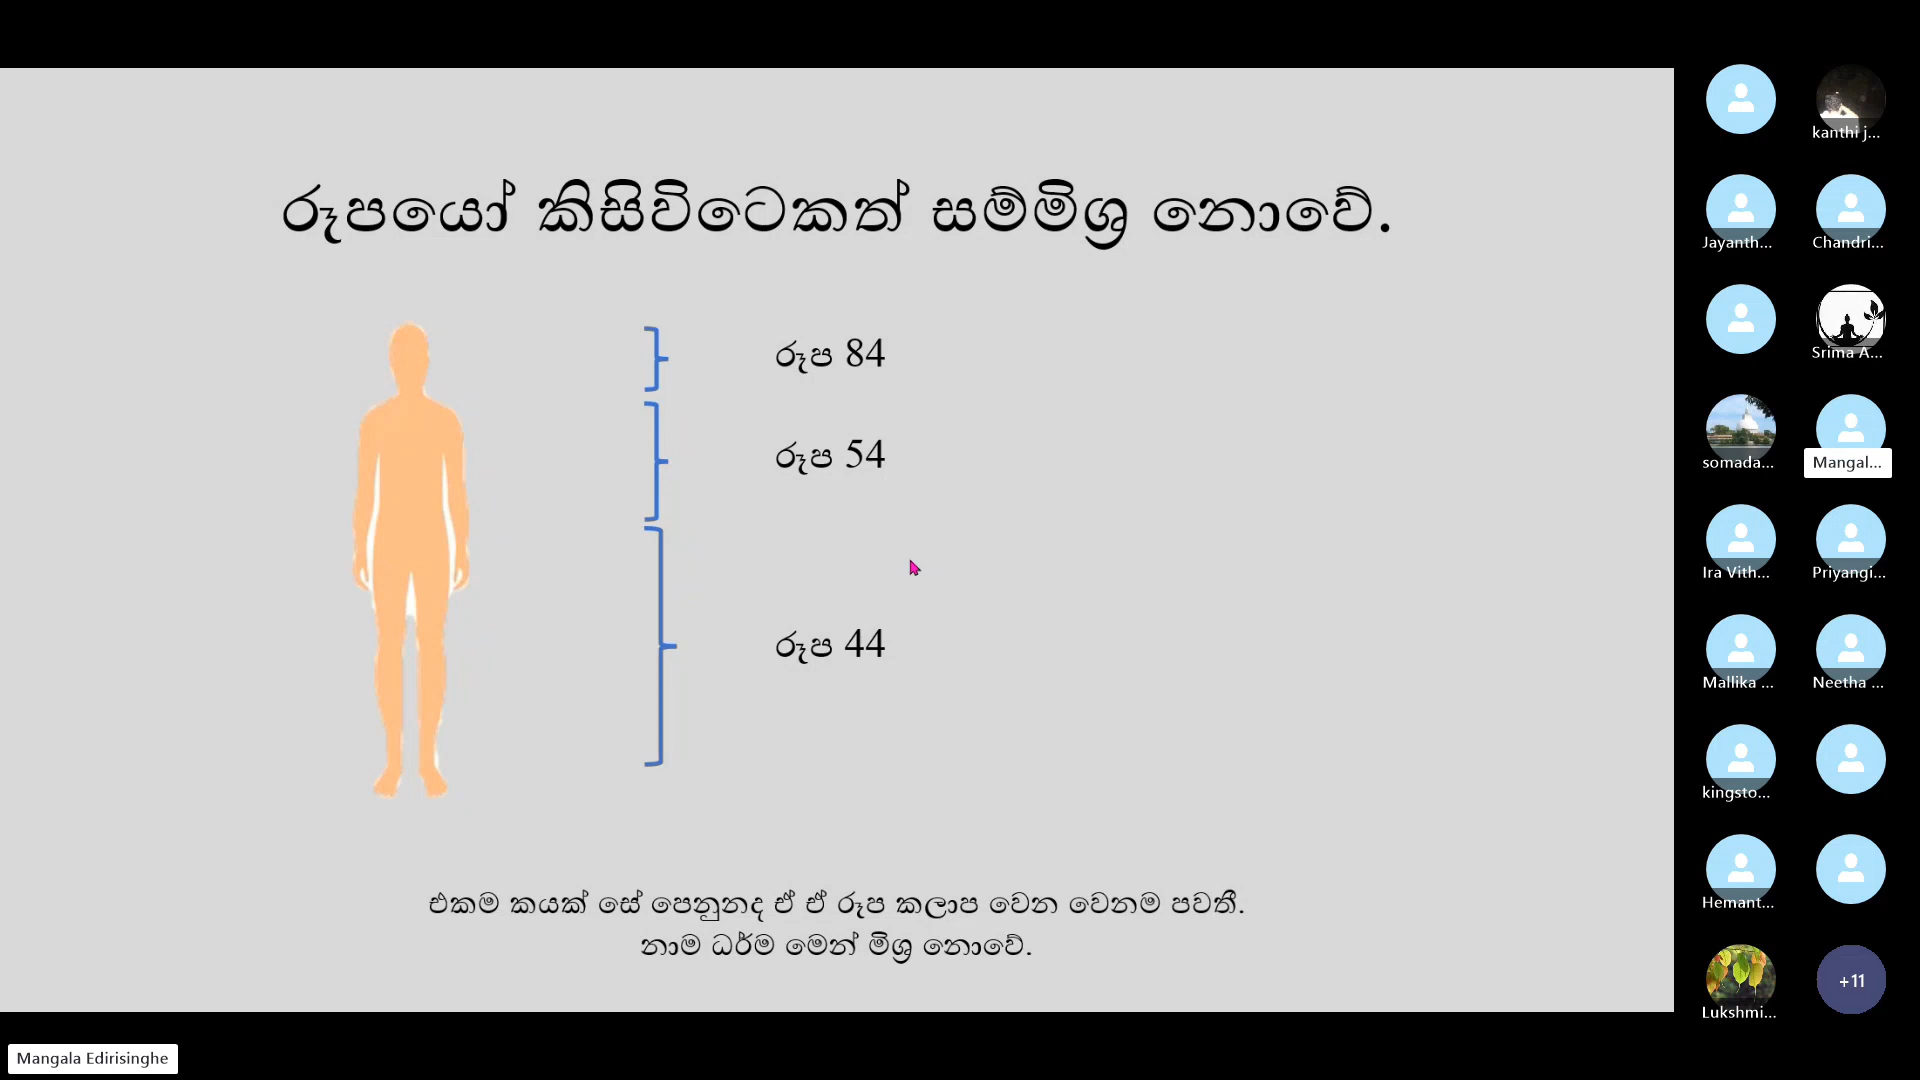 රූපයෝ කිසිවිටෙකත් සම්මිශ්‍ර නොවේ.
රූප 84
රූප 54
රූප 44
එකම කයක් සේ පෙනුනද ඒ ඒ රූප කලාප වෙන වෙනම පවතී.
නාම ධර්ම මෙන් මිශ්‍ර නොවේ.
kanthi j...
Jayanth...
Chandri...
Srima A...
somada...
Mangal...
Ira Vith...
Priyangi...
Mallika ...
Neetha ...
kingsto...
Hemant...
Lukshmi...
+11
Mangala Edirisinghe